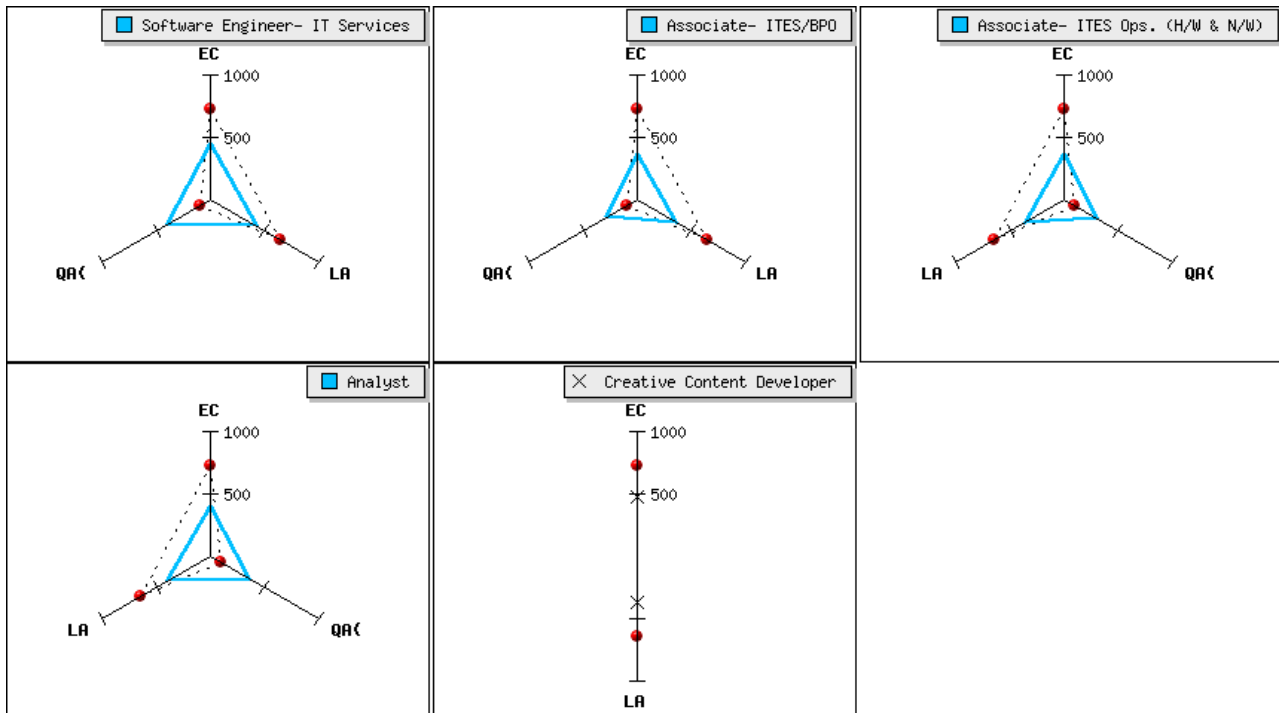 Software Engineer- IT Services
EC
1000
500
QA(
LA
Associate- ITES/BPO
EC
1000
500
QA(
LA
Associate- ITES Ops. (H/W & N/W)
EC
1000
500
LA
QA(
Analyst
EC
1000
500
LA
QA(
Creative Content Developer
EC
1000
500
LA